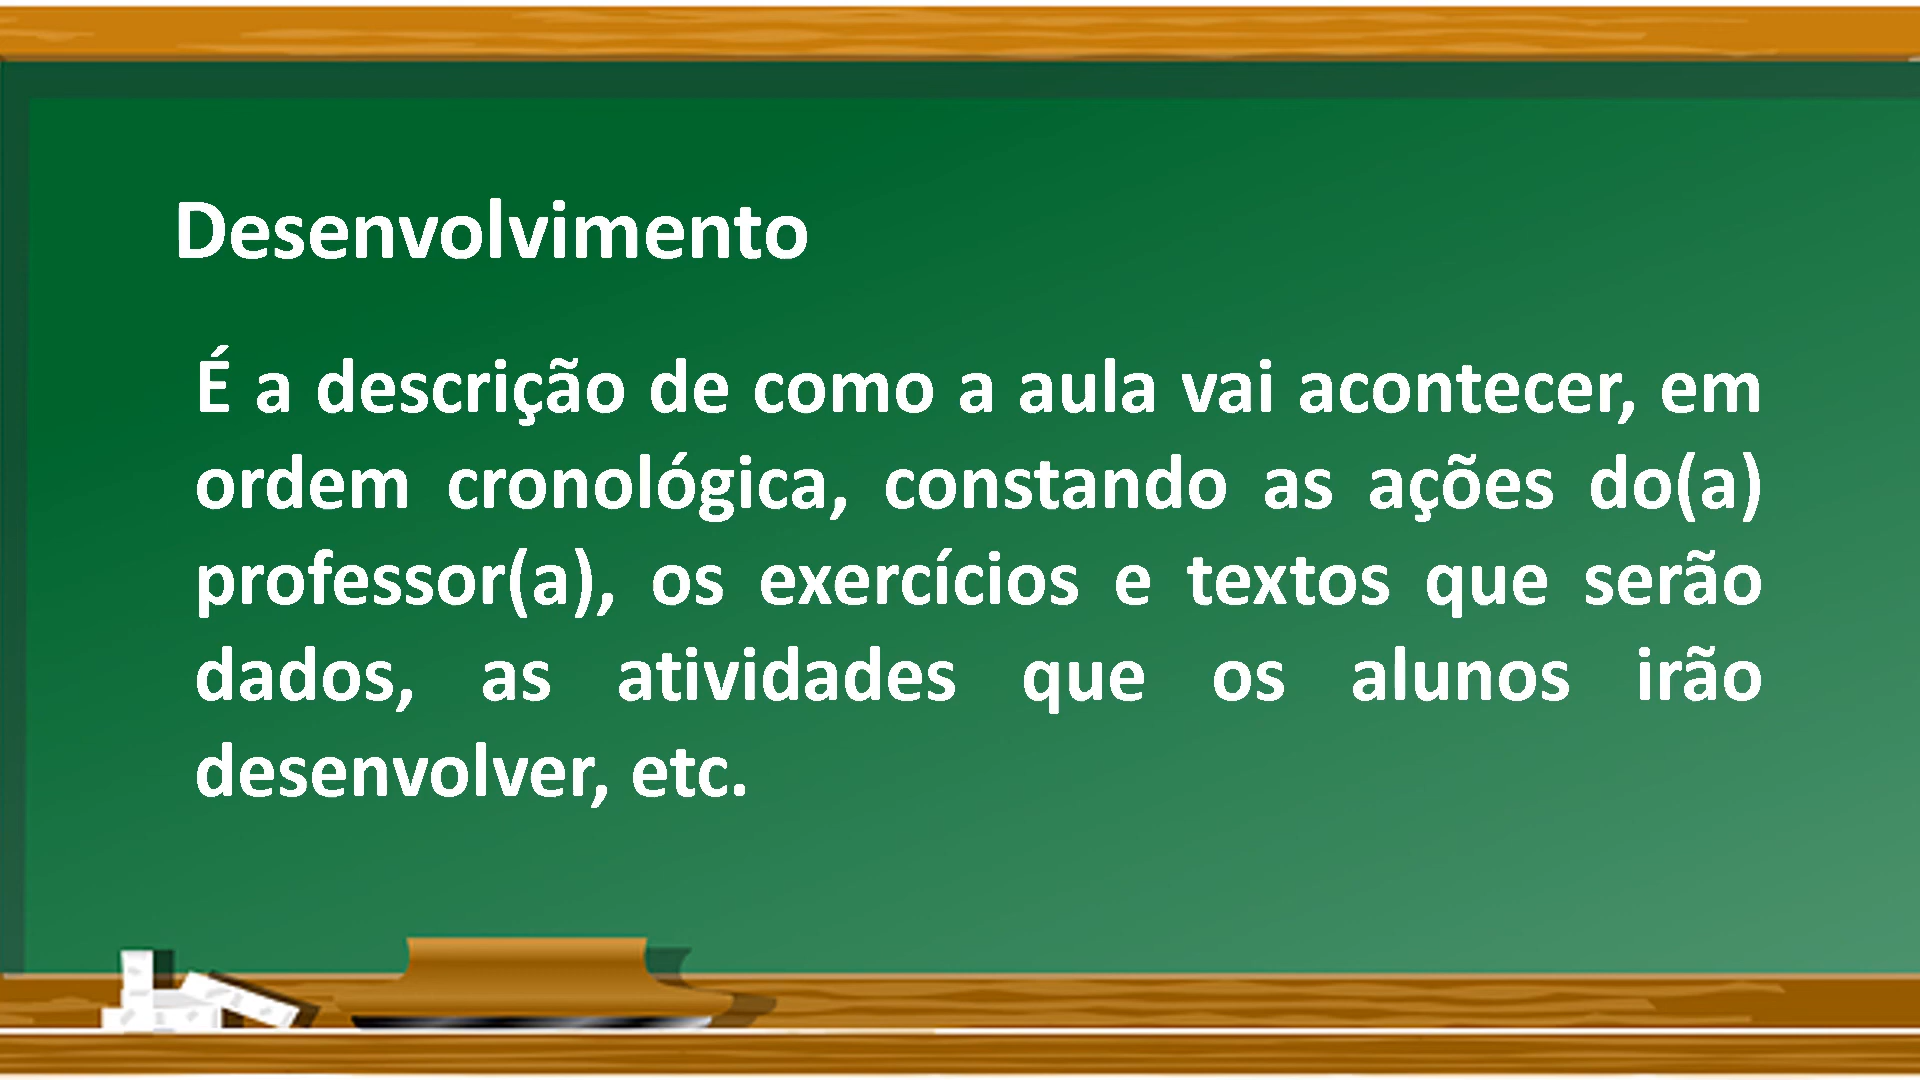 Desenvolvimento
É a descrição de como a aula vai acontecer, em
ordem cronológica, constando as ações do(a)
professor(a), os exercícios e textos que serão
dados, as atividades que os alunos irão
desenvolver, etc.